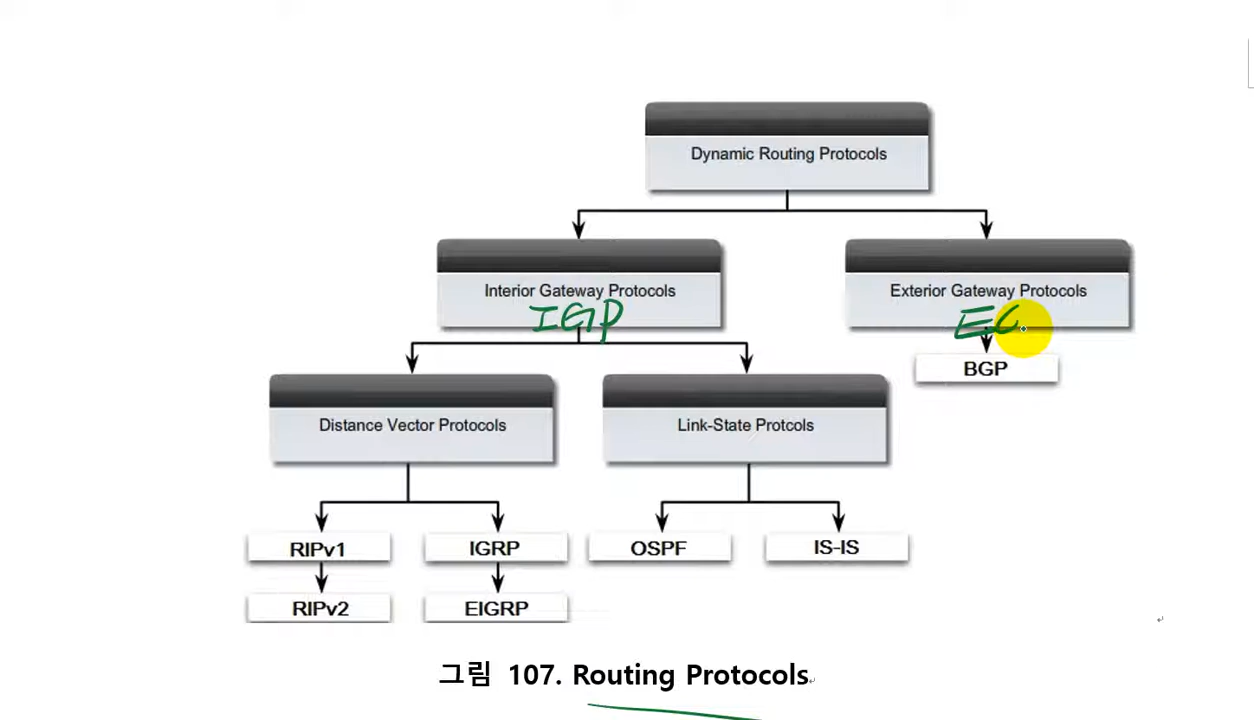 Dynamic Routing Protocols
Interior Gateway Protocols
Exterior Gateway Protocols
IGP
EG
BGP
Distance Vector Protocols
Link-State Protcols
RIPv1
IGRP
OSPF
IS-IS
RIPv2
EIGRP
그림 107. Routing Protocols